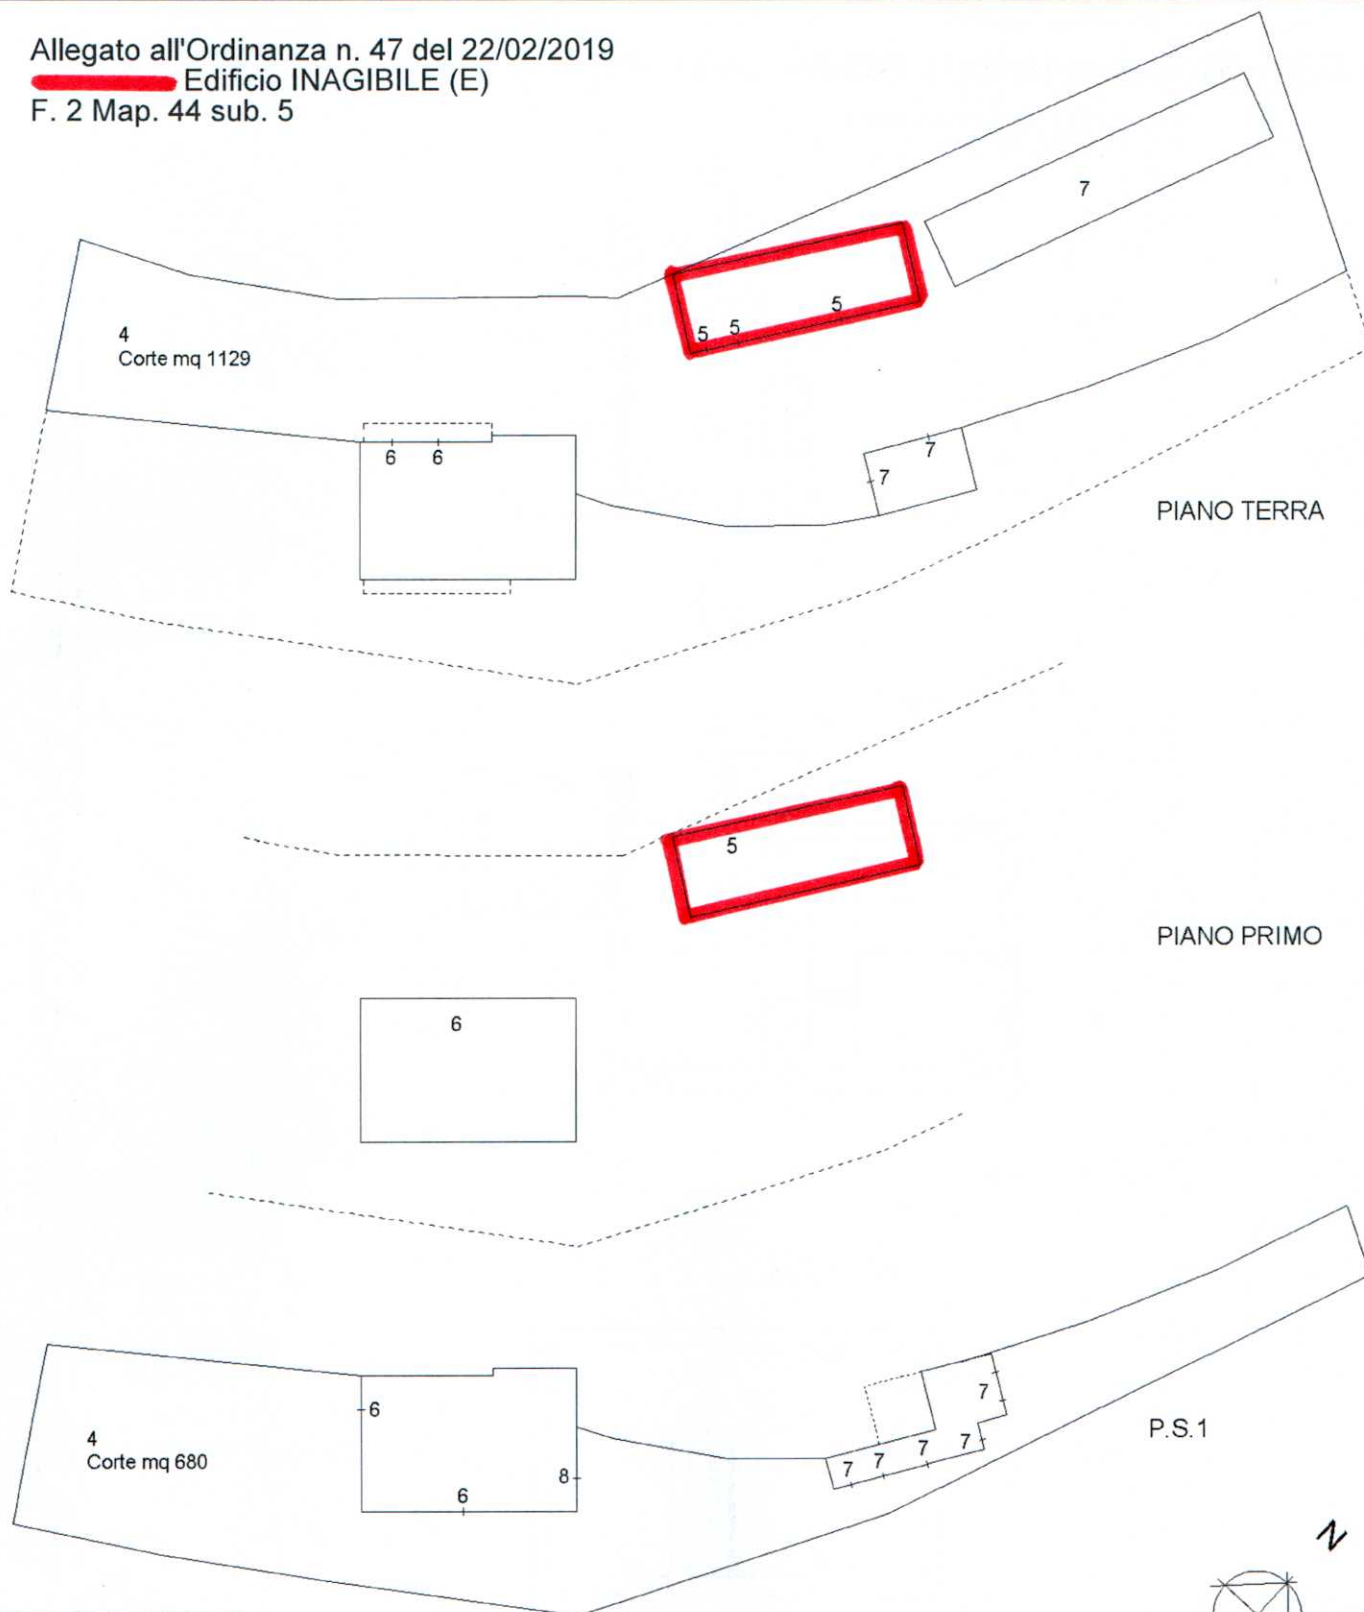 Allegato all'Ordinanza n. 47 del 22/02/2019
Edificio INAGIBILE (E)
F. 2 Map. 44 sub. 5
7
5
5
5
4
Corte mq 1129
6
6
7
7
PIANO TERRA
5
PIANO PRIMO
6
6
4
Corte mq 680
8
6
7
7
7
7
7
P.S.1
N